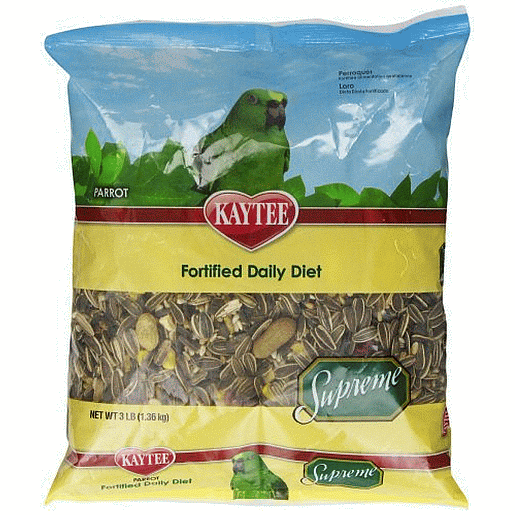 Perroquet
Loro
PARROT
KAYTEE
Fortified Daily Diet
Supreme
NET WT 3 LB (1.36 kg)
KAYTEE
PARROT
Fortified Daily Diet
Supreme